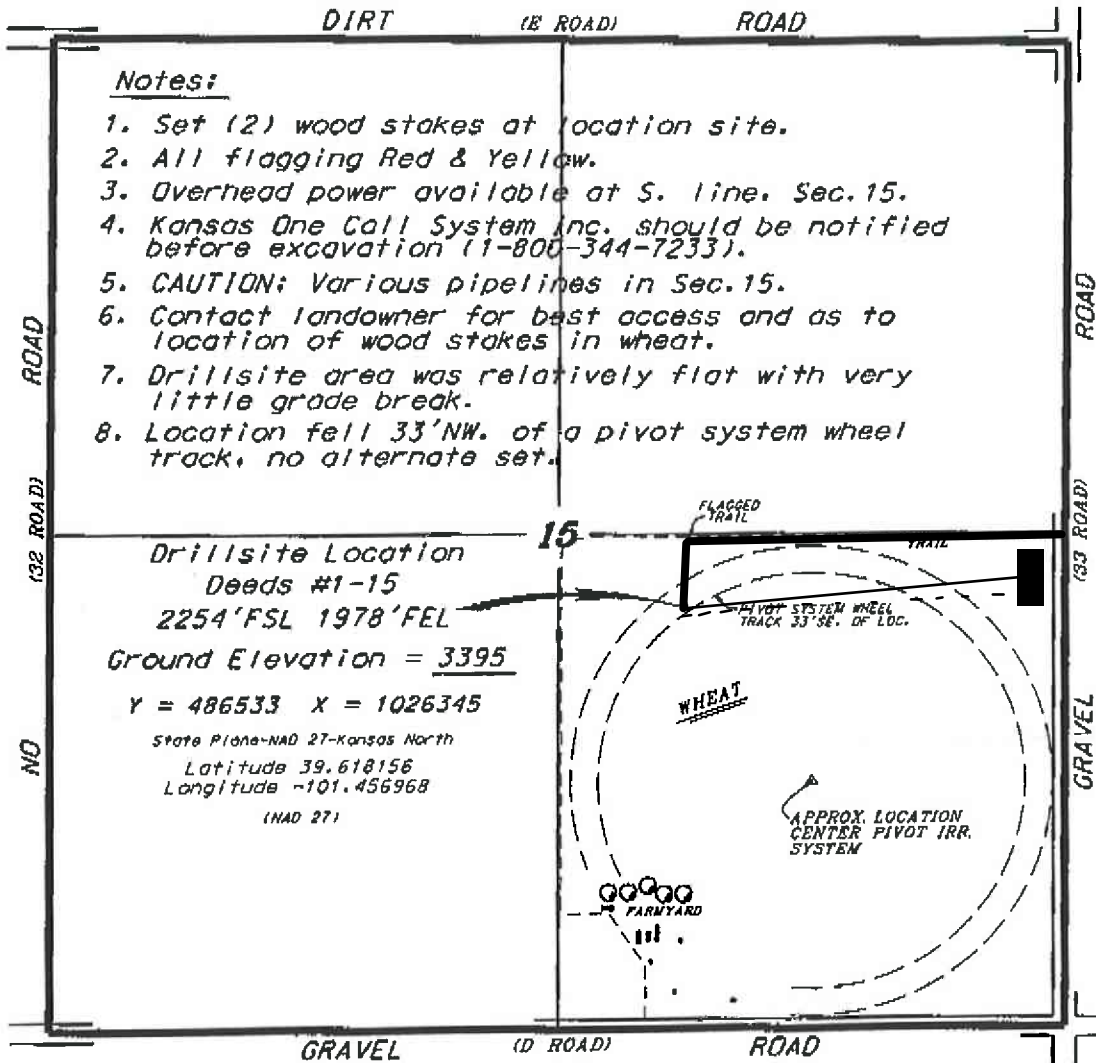 DIRT (E ROAD) ROAD
Notes:
1. Set (2) wood stakes at location site.
2. All flagging Red & Yellow.
3. Overhead power available at S. line. Sec.15.
4. Kansas One Call System Inc. should be notified
before excavation (1-800-344-7233).
5. CAUTION: Various pipelines in Sec.15.
6. Contact landowner for best access and as to
location of wood stakes in wheat.
7. Drillsite area was relatively flat with very
little grade break.
8. Location fell 33'NW. of a pivot system wheel
track, no alternate set.
NO (32 ROAD) ROAD
GRAVEL (33 ROAD) ROAD
15
FLAGGED
TRAIL
TRAIL
Drillsite Location
Deeds #1-15
2254'FSL 1978'FEL
Ground Elevation = 3395
Y = 486533 X = 1026345
State Plane-NAD 27-Kansas North
Latitude 39.618156
Longitude -101.456968
(NAD 27)
PIVOT SYSTEM WHEEL
TRACK 33'SE. OF LOC.
WHEAT
APPROX. LOCATION
CENTER PIVOT IRR.
SYSTEM
FARMYARD
GRAVEL (D ROAD) ROAD